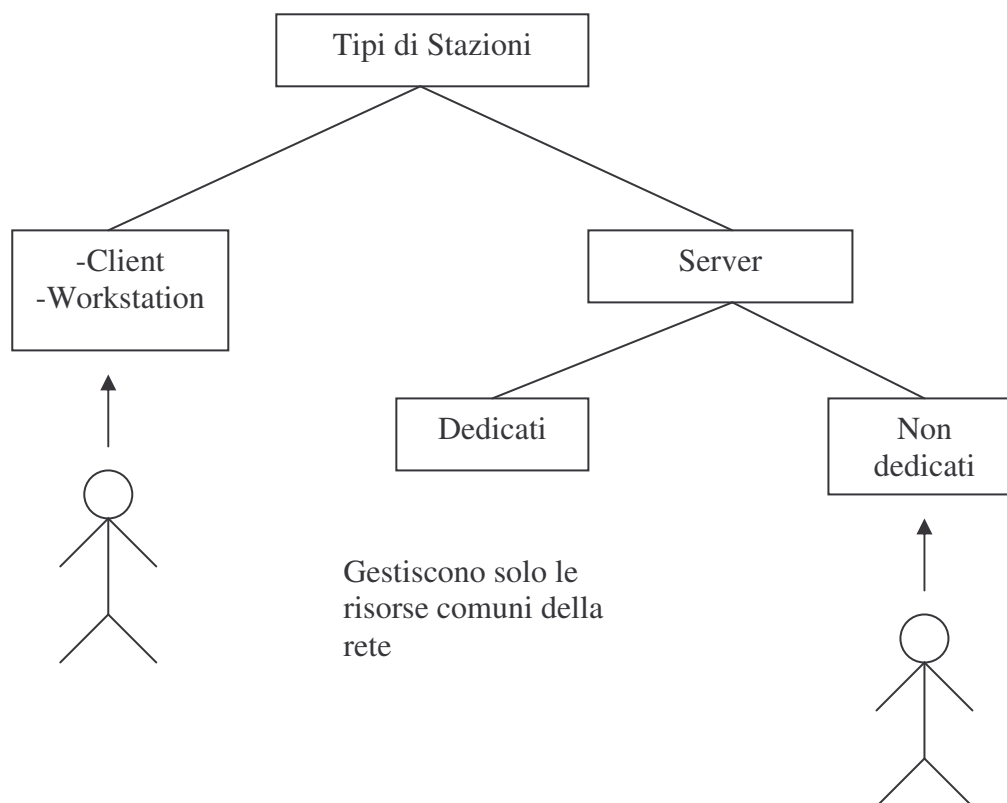 Tipi di Stazioni
-Client
-Workstation
Server
Dedicati
Non
dedicati
Gestiscono solo le
risorse comuni della
rete